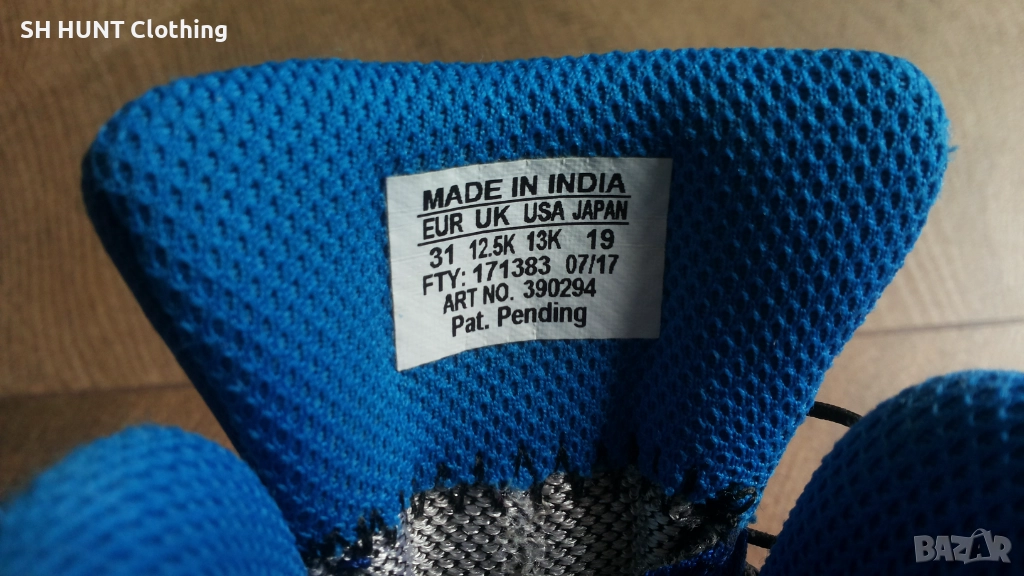 SH HUNT Clothing
MADE IN INDIA
EUR UK USA JAPAN
31 12.5K 13K 19
FTY: 171383 07/17
ART NO. 390294
Pat. Pending
BAZAR